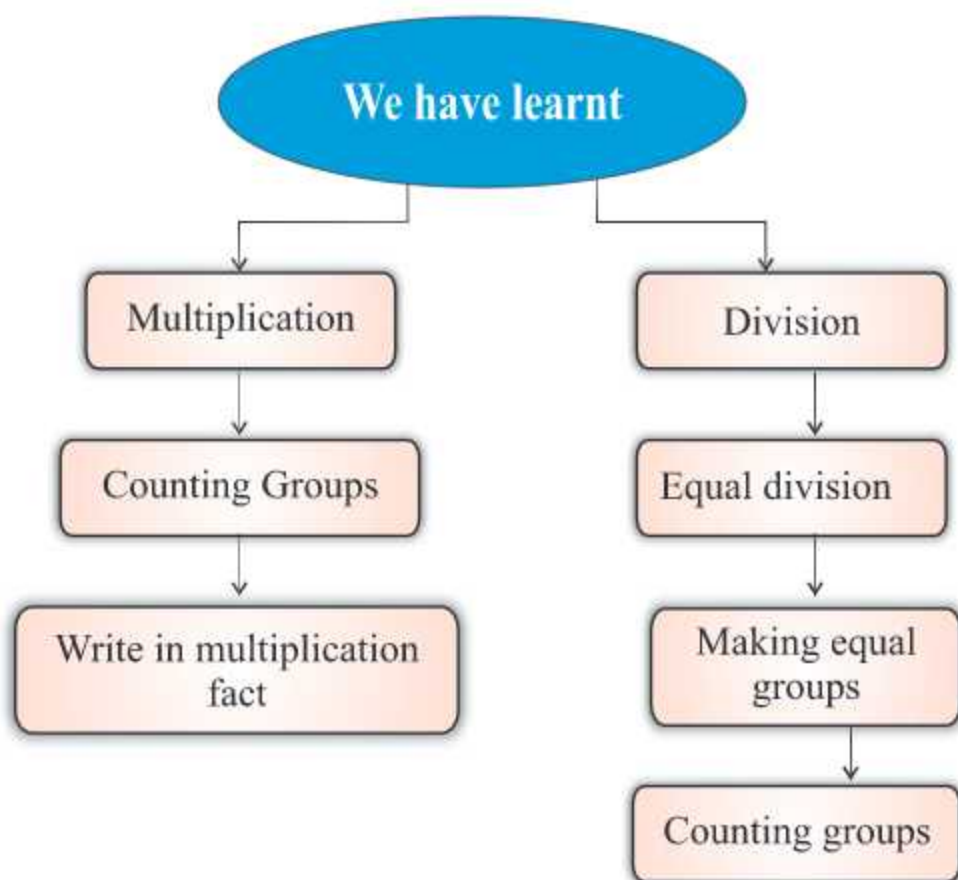 We have learnt
Multiplication
Counting Groups
Write in multiplication
fact
Division
Equal division
Making equal
groups
Counting groups